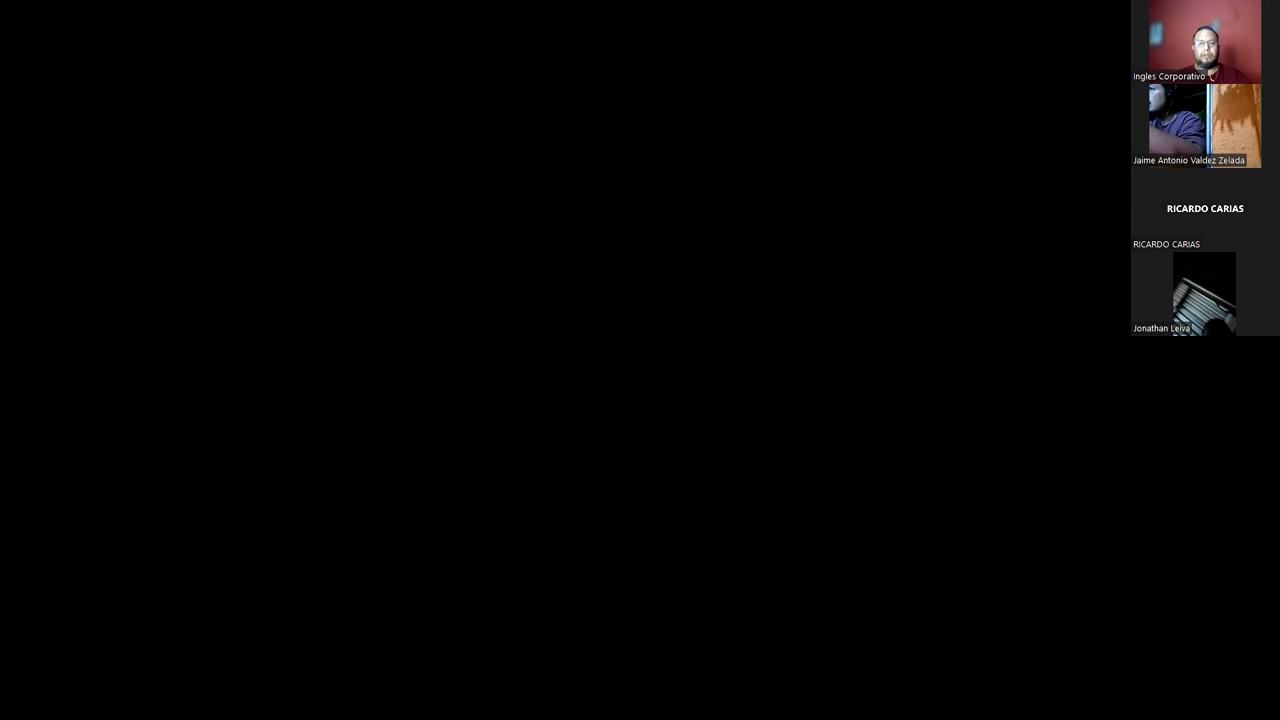 Ingles Corporativo
Jaime Antonio Valdez Zelada
RICARDO CARIAS
RICARDO CARIAS
Jonathan Leiva